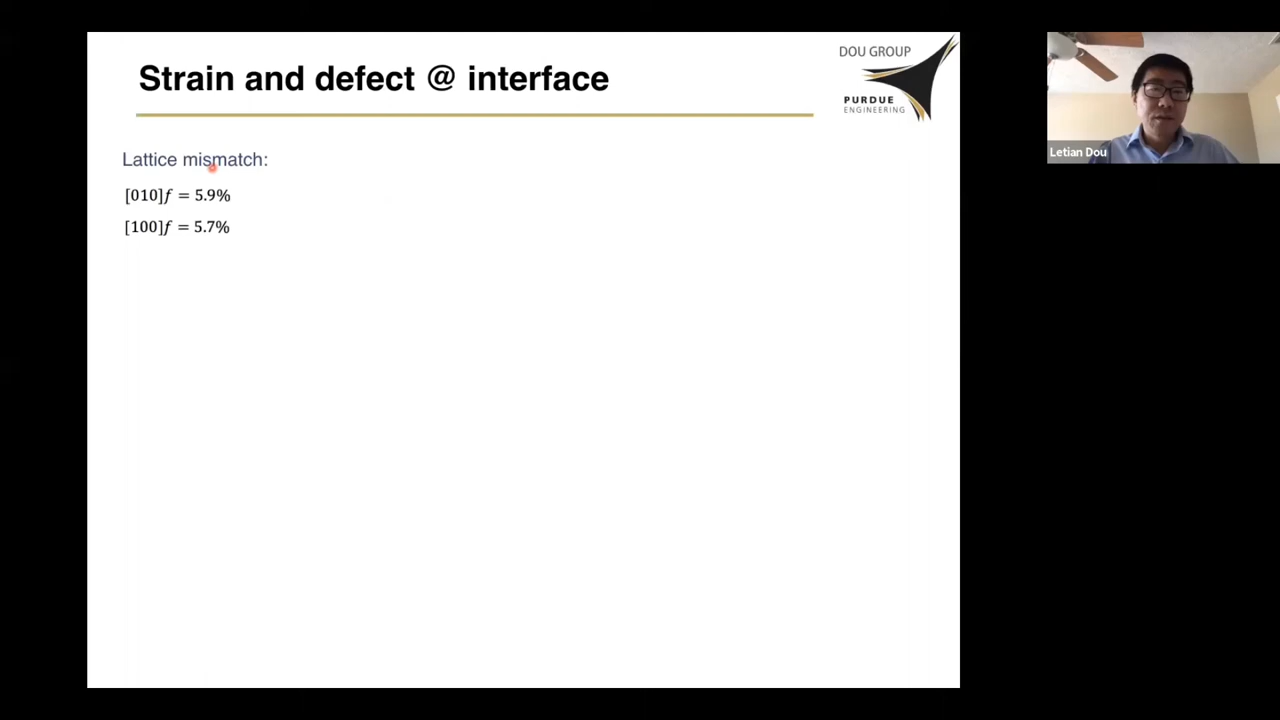 Strain and defect @ interface
DOU GROUP
PURDUE
ENGINEERING
Lattice mismatch:
[010]f = 5.9%
[100]f = 5.7%
Letian Dou